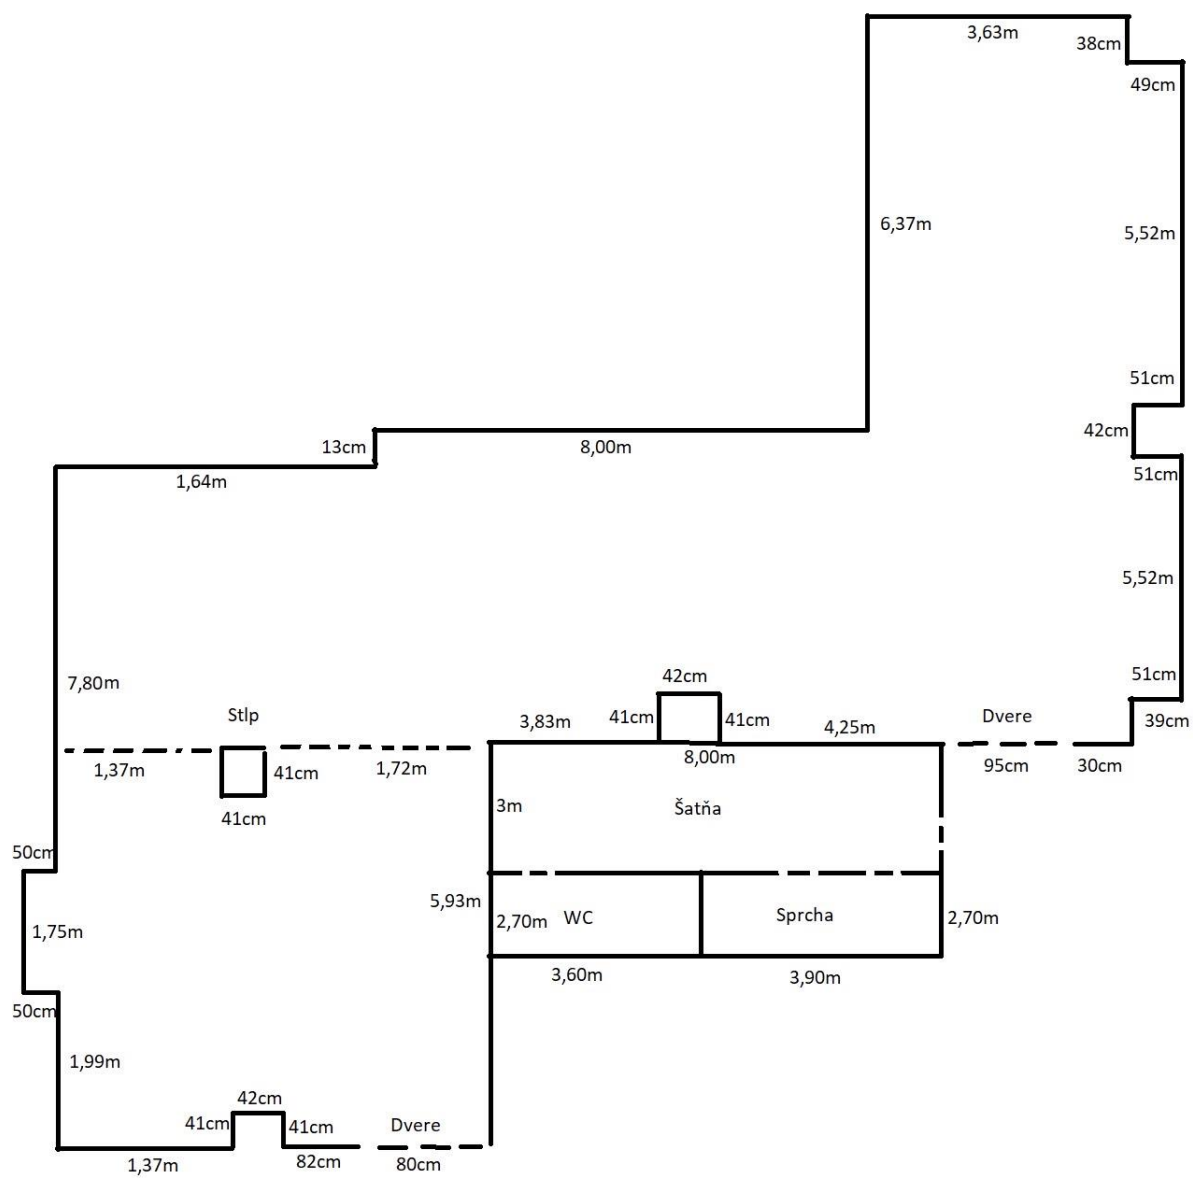 3,63m
38cm
49cm
6,37m
5,52m
51cm
42cm
13cm
8,00m
51cm
1,64m
5,52m
7,80m
42cm
51cm
Stlp
3,83m
41cm
41cm
4,25m
Dvere
39cm
1,37m
41cm
1,72m
8,00m
95cm
30cm
41cm
3m
Šatňa
50cm
5,93m
2,70m
WC
Sprcha
2,70m
1,75m
3,60m
3,90m
50cm
1,99m
42cm
41cm
41cm
Dvere
1,37m
82cm
80cm